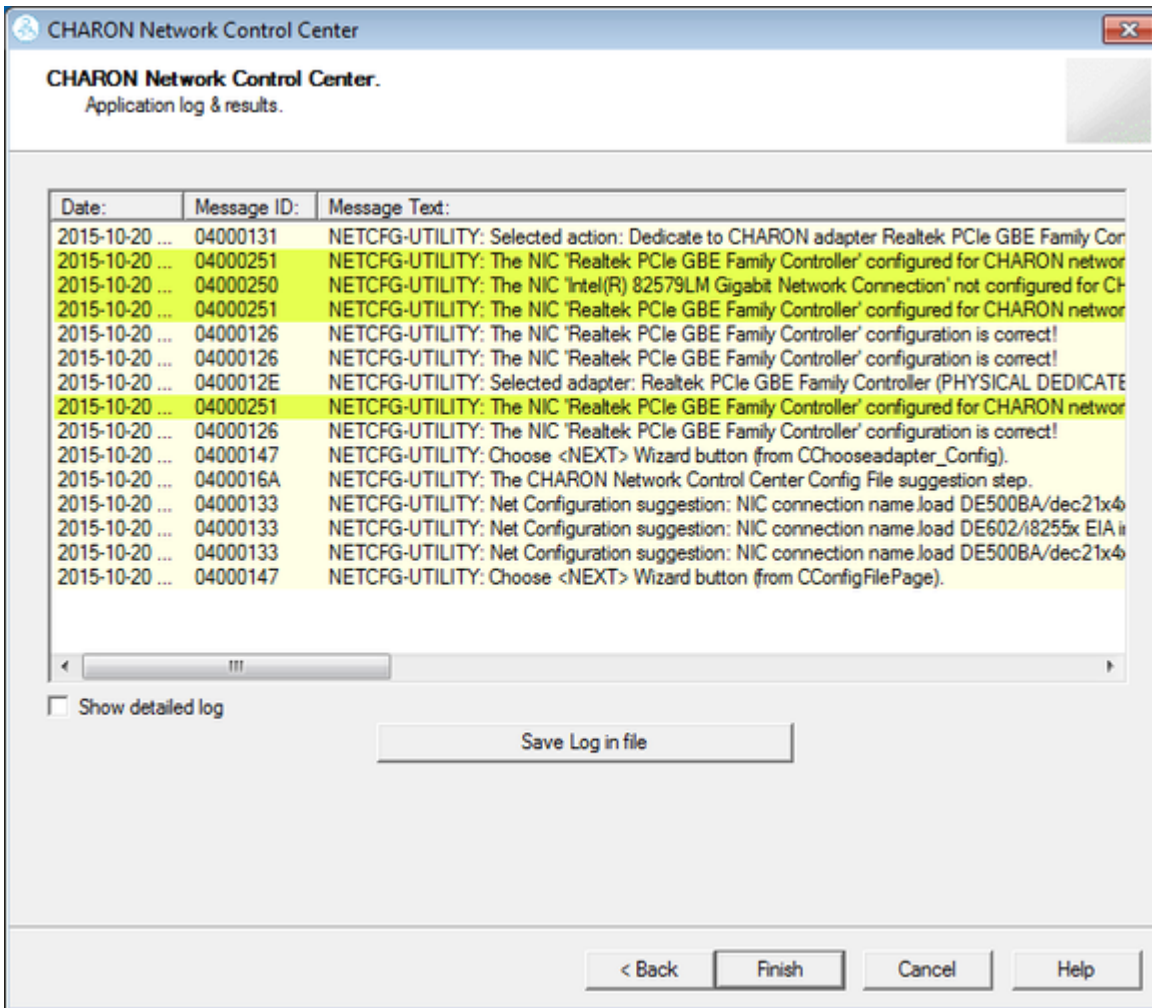 CHARON Network Control Center
CHARON Network Control Center.
Application log & results.
Date: Message ID: Message Text:
2015-10-20 ... 04000131 NETCFG-UTILITY: Selected action: Dedicate to CHARON adapter Realtek PCIe GBE Family Con
2015-10-20 ... 04000251 NETCFG-UTILITY: The NIC 'Realtek PCIe GBE Family Controller' configured for CHARON networ
2015-10-20 ... 04000250 NETCFG-UTILITY: The NIC 'Intel(R) 82579LM Gigabit Network Connection' not configured for CH
2015-10-20 ... 04000251 NETCFG-UTILITY: The NIC 'Realtek PCIe GBE Family Controller' configured for CHARON networ
2015-10-20 ... 04000126 NETCFG-UTILITY: The NIC 'Realtek PCIe GBE Family Controller' configuration is correct!
2015-10-20 ... 04000126 NETCFG-UTILITY: The NIC 'Realtek PCIe GBE Family Controller' configuration is correct!
2015-10-20 ... 0400012E NETCFG-UTILITY: Selected adapter: Realtek PCIe GBE Family Controller (PHYSICAL DEDICATE
2015-10-20 ... 04000251 NETCFG-UTILITY: The NIC 'Realtek PCIe GBE Family Controller' configured for CHARON networ
2015-10-20 ... 04000126 NETCFG-UTILITY: The NIC 'Realtek PCIe GBE Family Controller' configuration is correct!
2015-10-20 ... 04000147 NETCFG-UTILITY: Choose <NEXT> Wizard button (from CChooseadapter_Config).
2015-10-20 ... 0400016A NETCFG-UTILITY: The CHARON Network Control Center Config File suggestion step.
2015-10-20 ... 04000133 NETCFG-UTILITY: Net Configuration suggestion: NIC connection name.load DE500BA/dec21x4x
2015-10-20 ... 04000133 NETCFG-UTILITY: Net Configuration suggestion: NIC connection name.load DE602/i8255x EIA i
2015-10-20 ... 04000133 NETCFG-UTILITY: Net Configuration suggestion: NIC connection name.load DE500BA/dec21x4x
2015-10-20 ... 04000147 NETCFG-UTILITY: Choose <NEXT> Wizard button (from CConfigFilePage).
Show detailed log
Save Log in file
< Back Finish Cancel Help